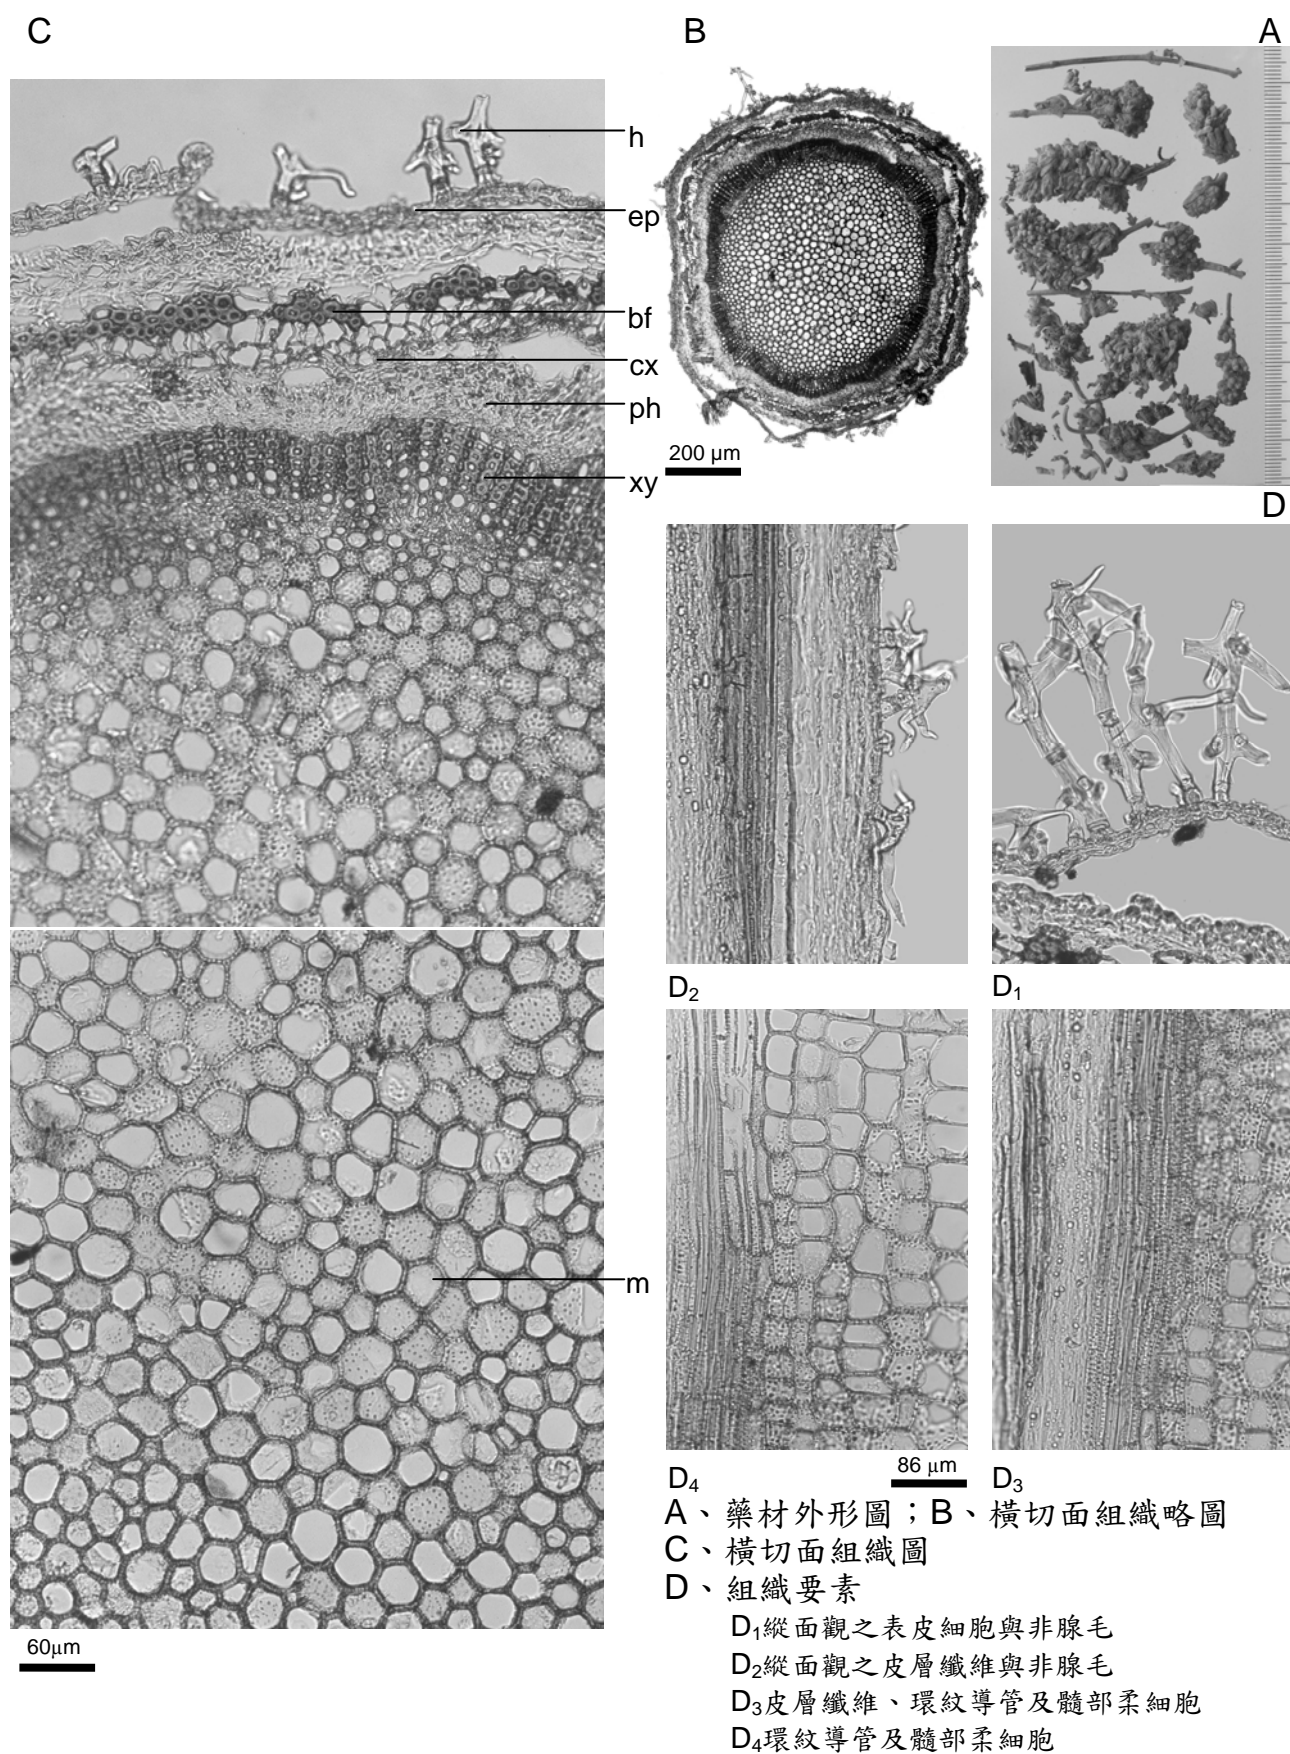 C
B
A
h
ep
bf
cx
ph
xy
200 μm
D
D2
D1
m
D4
86 μm
D3
60μm
A、藥材外形圖；B、橫切面組織略圖
C、橫切面組織圖
D、組織要素
D1縱面觀之表皮細胞與非腺毛
D2縱面觀之皮層纖維與非腺毛
D3皮層纖維、環紋導管及髓部柔細胞
D4環紋導管及髓部柔細胞